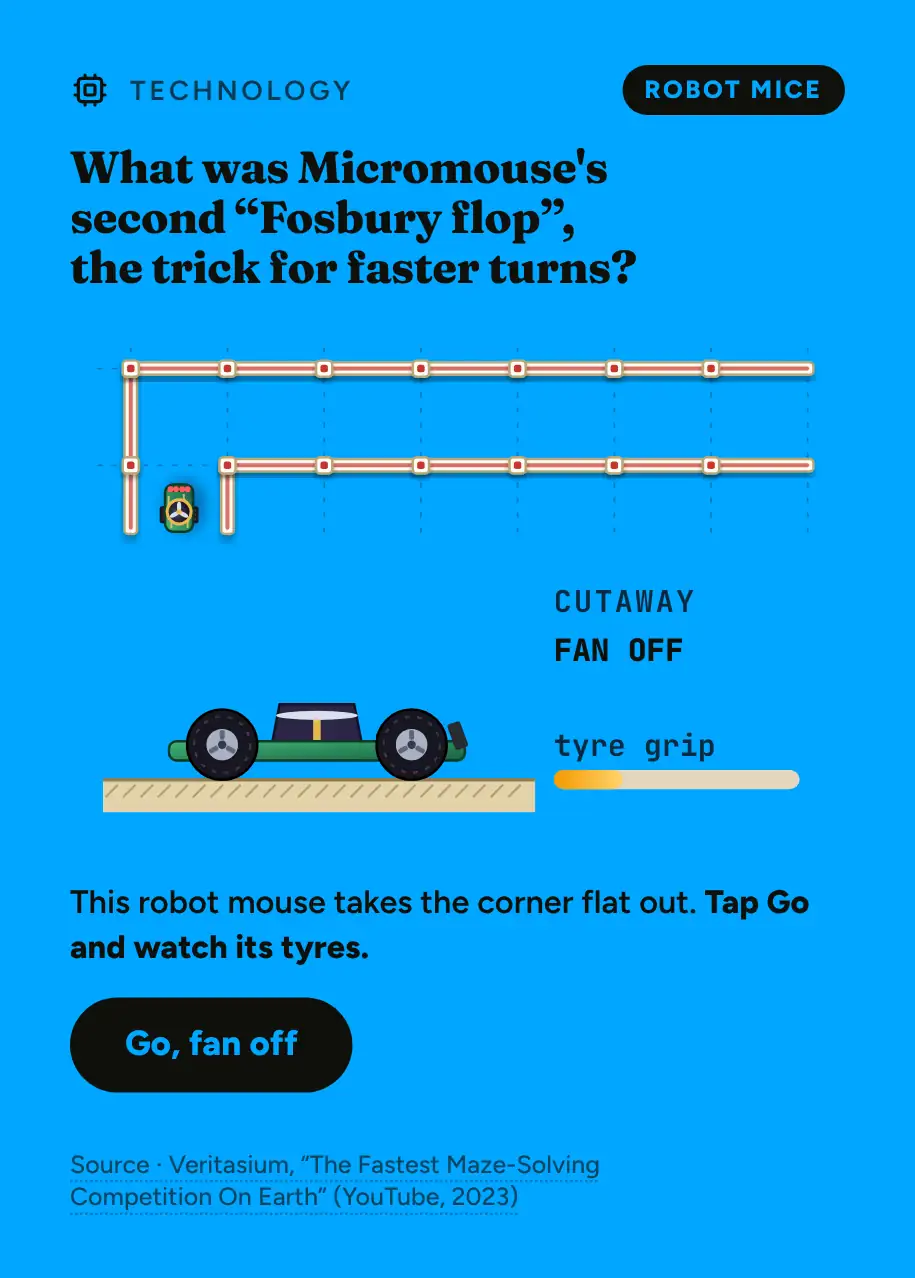 TECHNOLOGY
ROBOT MICE
What was Micromouse's
second “Fosbury flop”,
the trick for faster turns?
CUTAWAY
FAN OFF
tyre grip
This robot mouse takes the corner flat out. Tap Go
and watch its tyres.
Go, fan off
Source · Veritasium, “The Fastest Maze-Solving
Competition On Earth” (YouTube, 2023)